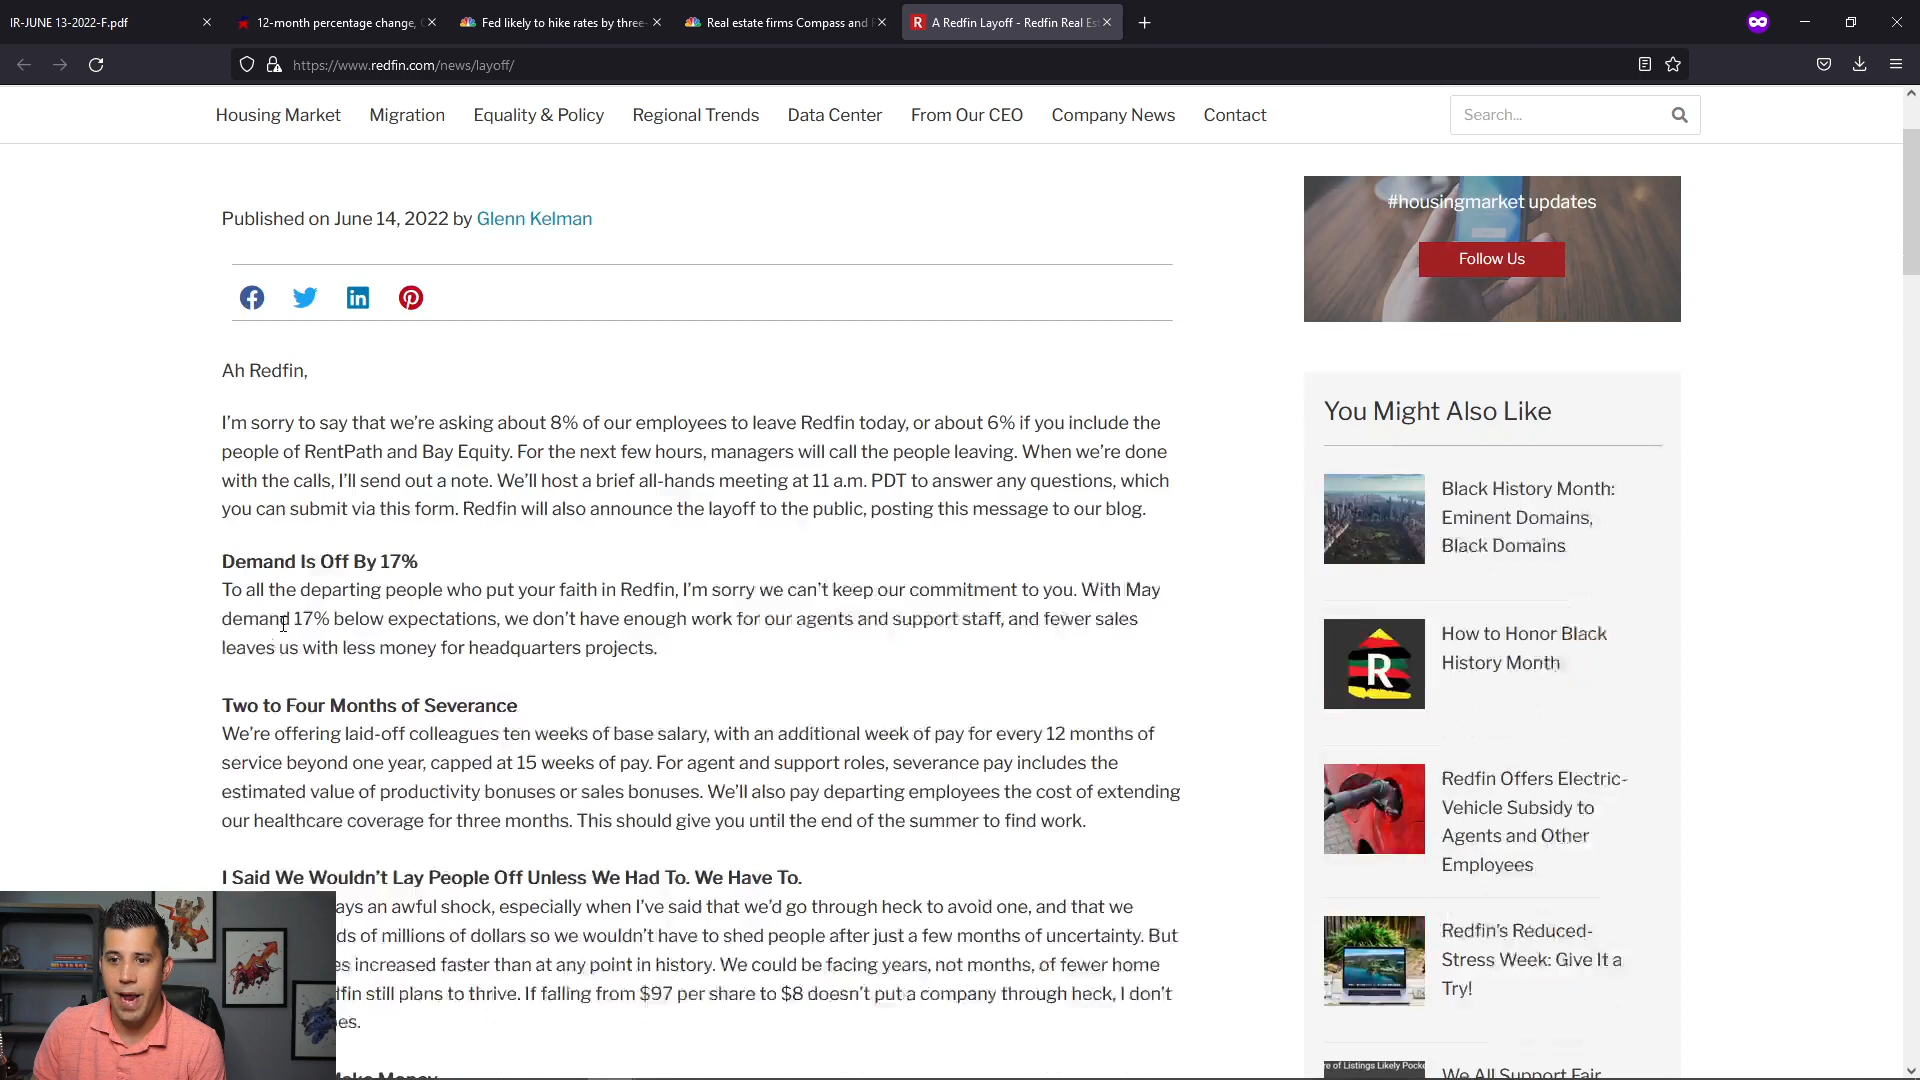 IR-JUNE 13-2022-F.pdf
12-month percentage change,
Fed likely to hike rates by three-
Real estate firms Compass and
A Redfin Layoff - Redfin Real Es
https://www.redfin.com/news/layoff/
Housing Market
Migration
Equality & Policy
Regional Trends
Data Center
From Our CEO
Company News
Contact
Search...
Published on June 14, 2022 by Glenn Kelman
Ah Redfin,
I'm sorry to say that we're asking about 8% of our employees to leave Redfin today, or about 6% if you include the
people of RentPath and Bay Equity. For the next few hours, managers will call the people leaving. When we're done
with the calls, I'll send out a note. We'll host a brief all-hands meeting at 11 a.m. PDT to answer any questions, which
you can submit via this form. Redfin will also announce the layoff to the public, posting this message to our blog.
Demand Is Off By 17%
To all the departing people who put your faith in Redfin, I'm sorry we can't keep our commitment to you. With May
demand 17% below expectations, we don't have enough work for our agents and support staff, and fewer sales
leaves us with less money for headquarters projects.
Two to Four Months of Severance
We're offering laid-off colleagues ten weeks of base salary, with an additional week of pay for every 12 months of
service beyond one year, capped at 15 weeks of pay. For agent and support roles, severance pay includes the
estimated value of productivity bonuses or sales bonuses. We'll also pay departing employees the cost of extending
our healthcare coverage for three months. This should give you until the end of the summer to find work.
I Said We Wouldn't Lay People Off Unless We Had To. We Have To.
ays an awful shock, especially when I've said that we'd go through heck to avoid one, and that we
ds of millions of dollars so we wouldn't have to shed people after just a few months of uncertainty. But
es increased faster than at any point in history. We could be facing years, not months, of fewer home
fin still plans to thrive. If falling from $97 per share to $8 doesn't put a company through heck, I don't
es.
Make Money
#housingmarket updates
Follow Us
You Might Also Like
Black History Month:
Eminent Domains,
Black Domains
R
How to Honor Black
History Month
Redfin Offers Electric-
Vehicle Subsidy to
Agents and Other
Employees
Redfin's Reduced-
Stress Week: Give It a
Try!
re of Listings Likely Pocke
We All Support Fair